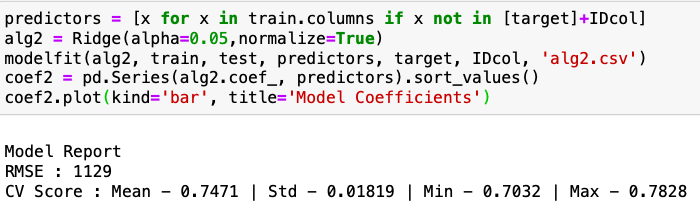 predictors = [x for x in train.columns if x not in [target]+IDcol]
alg2 = Ridge(alpha=0.05,normalize=True)
modelfit(alg2, train, test, predictors, target, IDcol, 'alg2.csv')
coef2 = pd.Series(alg2.coef_, predictors).sort_values()
coef2.plot(kind='bar', title='Model Coefficients')
Model Report
RMSE : 1129
CV Score : Mean - 0.7471 | Std - 0.01819 | Min - 0.7032 | Max - 0.7828